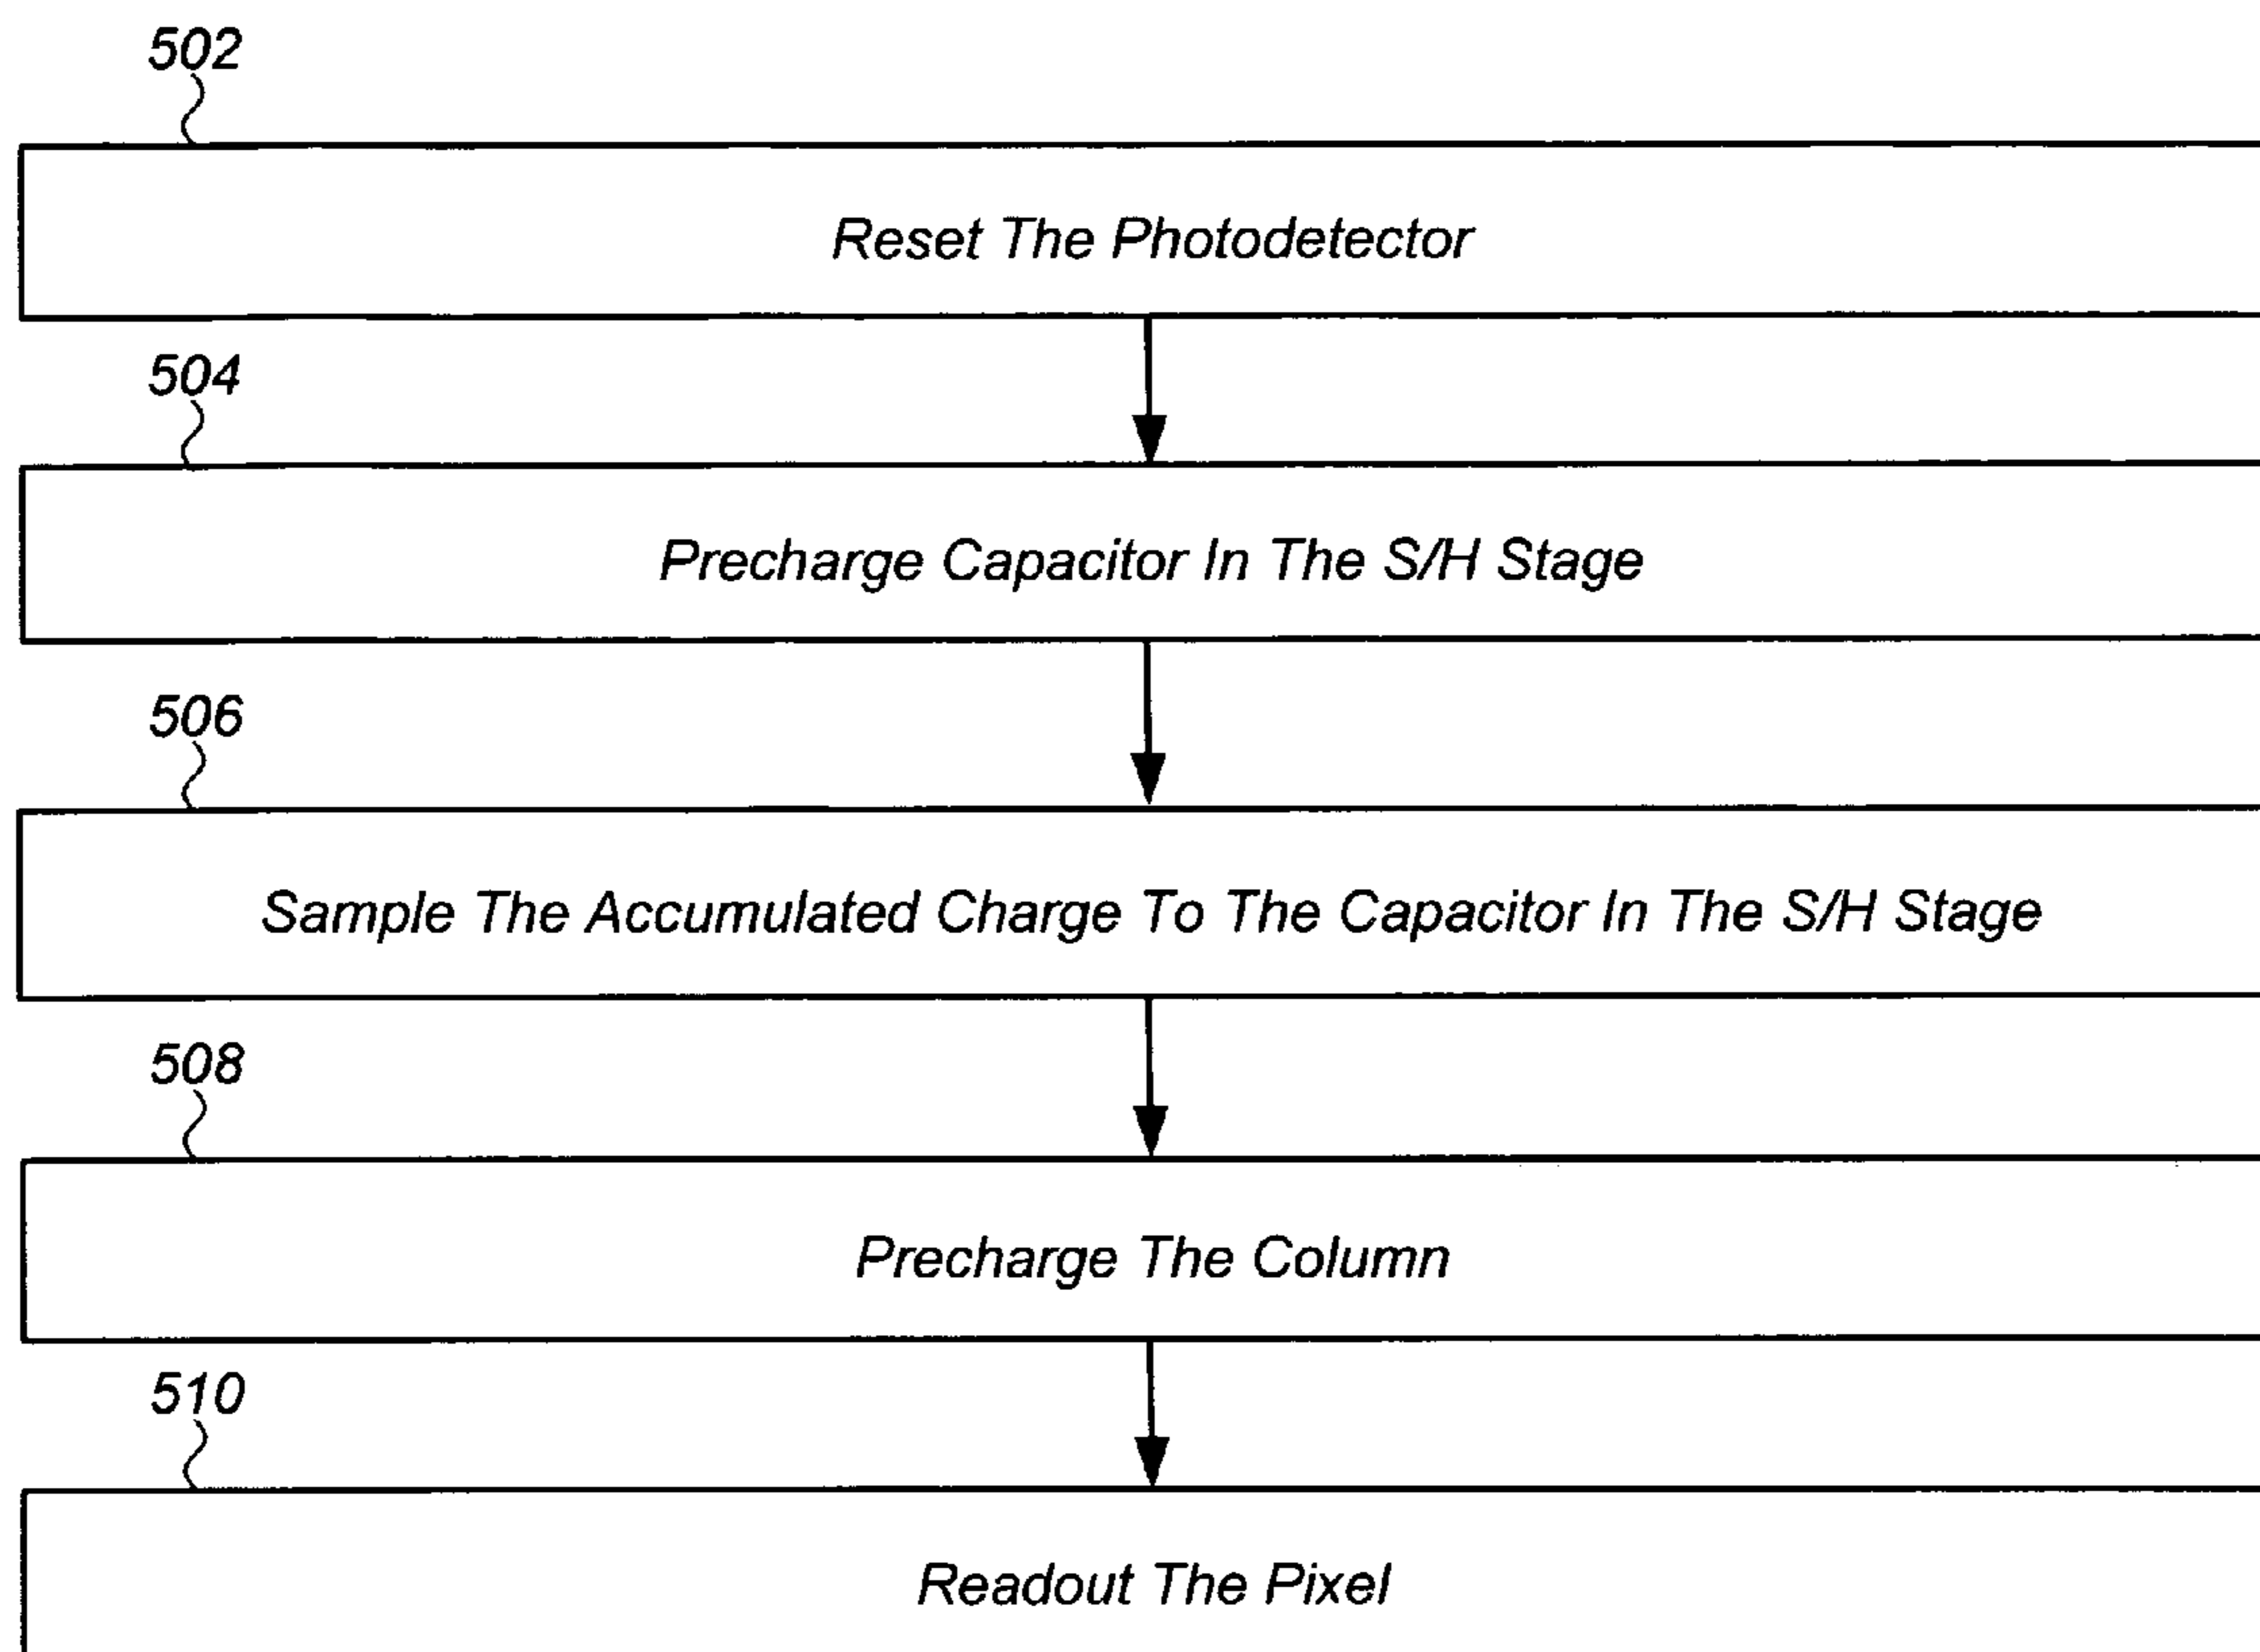 502
Reset The Photodetector
504
Precharge Capacitor In The S/H Stage
506
Sample The Accumulated Charge To The Capacitor In The S/H Stage
508
Precharge The Column
510
Readout The Pixel